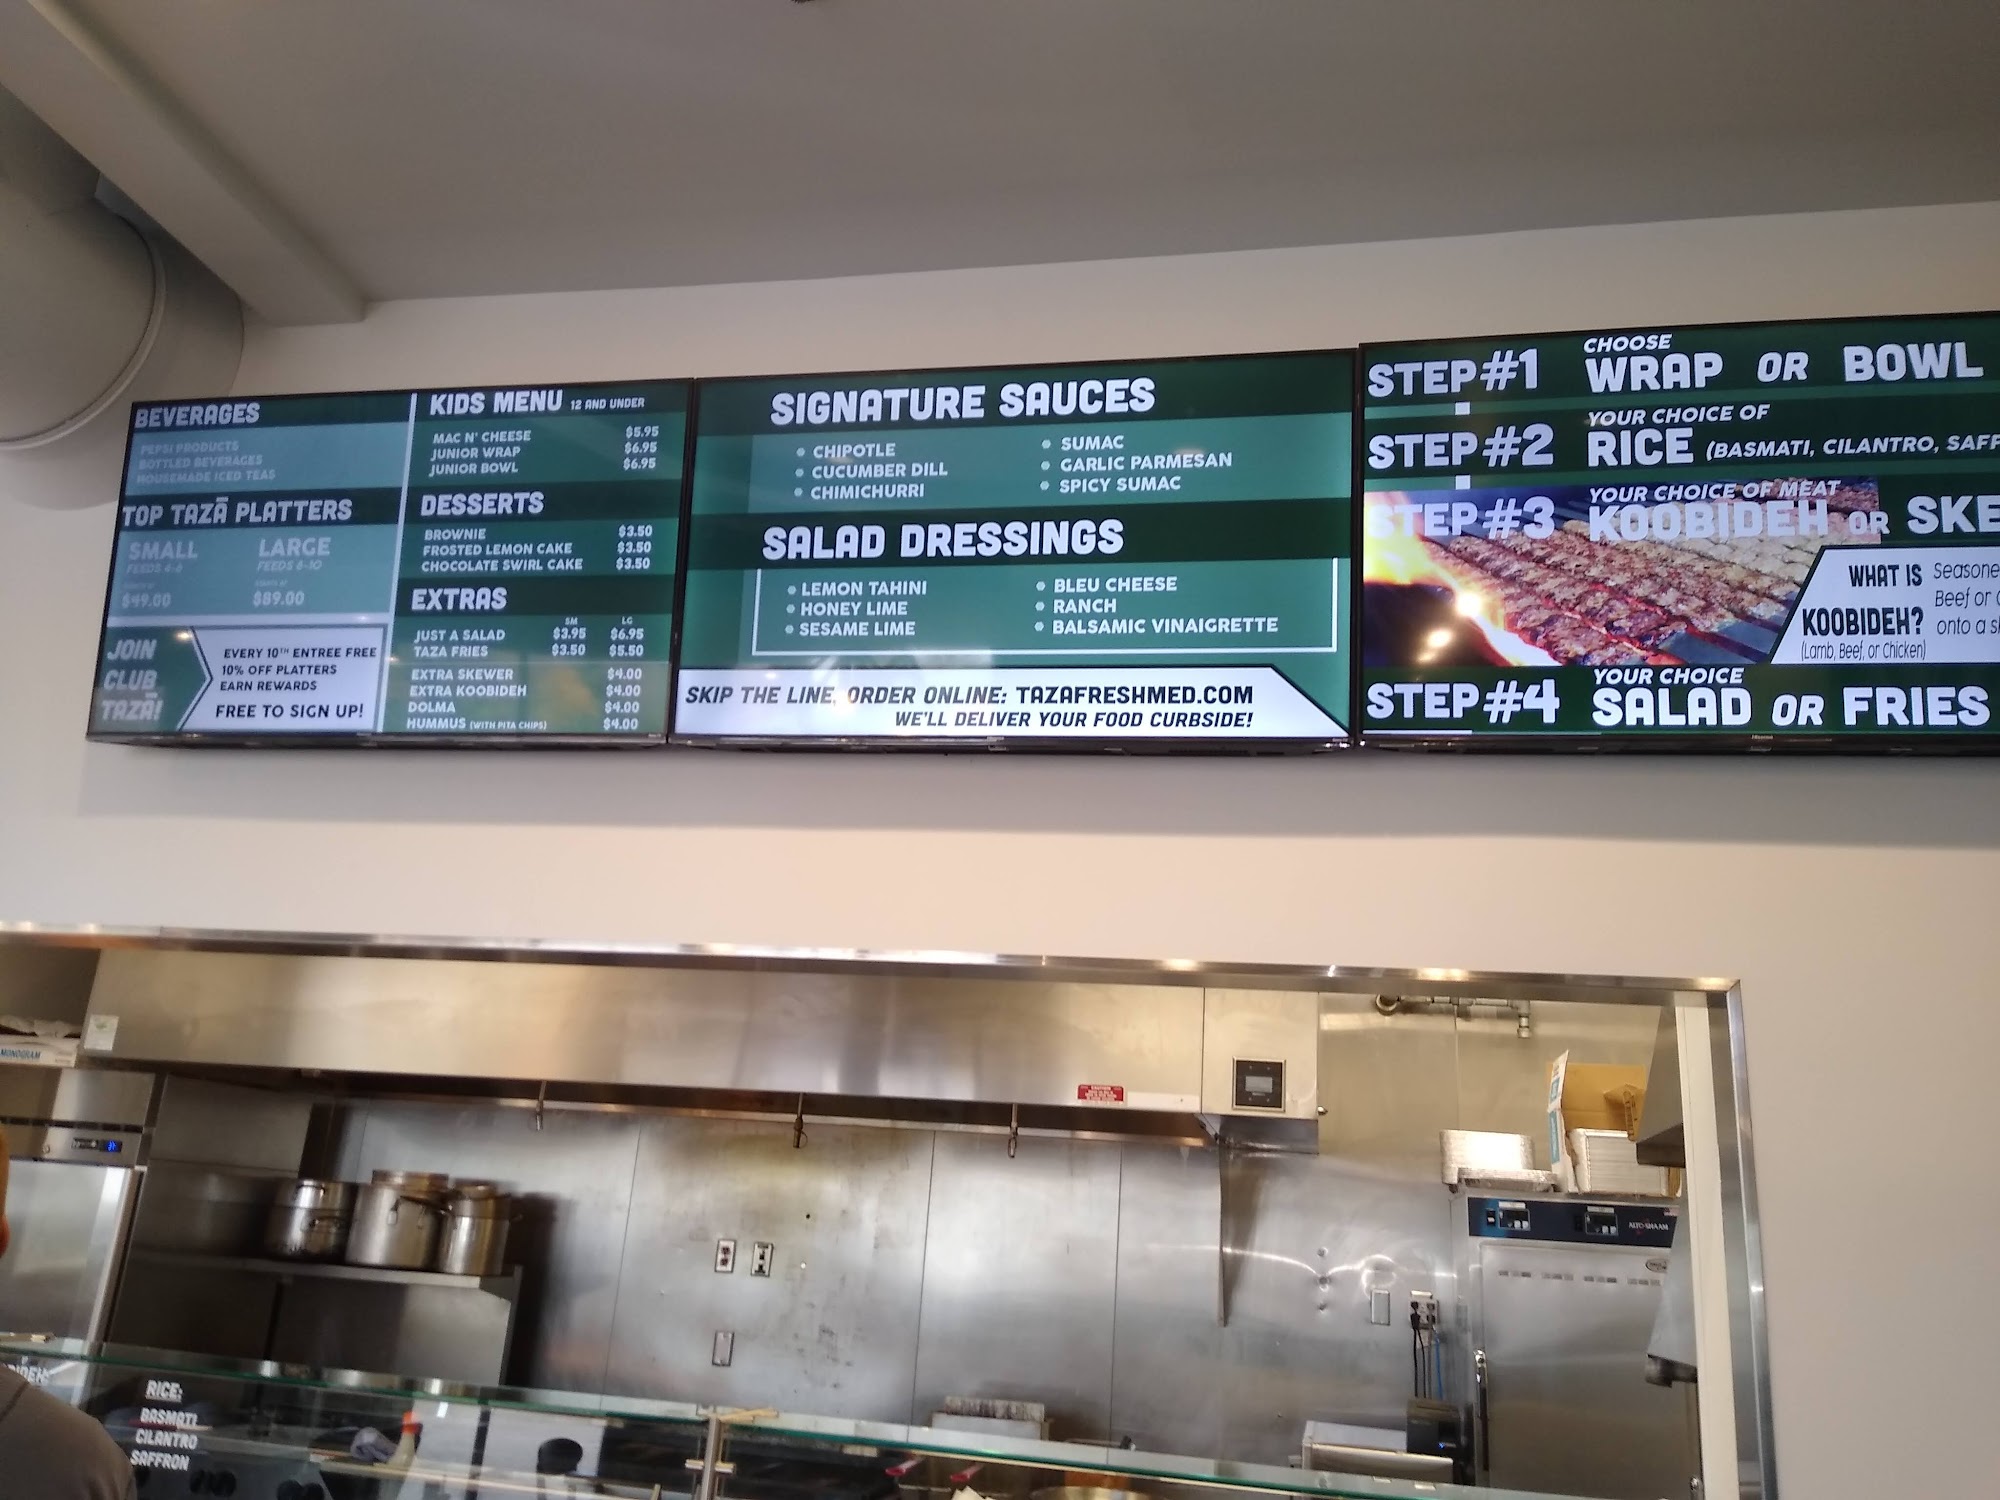 BEVERAGES
PEPSI PRODUCTS
BOTTLED BEVERAGES
HOUSEMADE ICED TEAS
TOP TAZĀ PLATTERS
SMALL LARGE
FEEDS 4-6 FEEDS 8-10
$49.00 $89.00
JOIN
CLUB
TAZĀ!
EVERY 10TH ENTREE FREE
10% OFF PLATTERS
EARN REWARDS
FREE TO SIGN UP!
KIDS MENU 12 AND UNDER
MAC N' CHEESE $5.95
JUNIOR WRAP $6.95
JUNIOR BOWL $6.95
DESSERTS
BROWNIE $3.50
FROSTED LEMON CAKE $3.50
CHOCOLATE SWIRL CAKE $3.50
EXTRAS
SM LG
JUST A SALAD $3.95 $6.95
TAZA FRIES $3.50 $5.50
EXTRA SKEWER $4.00
EXTRA KOOBIDEH $4.00
DOLMA $4.00
HUMMUS (WITH PITA CHIPS) $4.00
SIGNATURE SAUCES
CHIPOTLE
CUCUMBER DILL
CHIMICHURRI
SUMAC
GARLIC PARMESAN
SPICY SUMAC
SALAD DRESSINGS
LEMON TAHINI
HONEY LIME
SESAME LIME
BLEU CHEESE
RANCH
BALSAMIC VINAIGRETTE
SKIP THE LINE, ORDER ONLINE: TAZAFRESHMED.COM
WE'LL DELIVER YOUR FOOD CURBSIDE!
STEP #1 CHOOSE
WRAP OR BOWL
STEP #2 YOUR CHOICE OF
RICE (BASMATI, CILANTRO, SAFF
STEP #3 YOUR CHOICE OF MEAT
KOOBIDEH OR SKE
WHAT IS
KOOBIDEH?
(Lamb, Beef, or Chicken)
Seasone
Beef or
onto a
STEP #4 YOUR CHOICE
SALAD OR FRIES
MONOGRAM
ALTO-SHAAM
RICE:
BASMATI
CILANTRO
SAFFRON